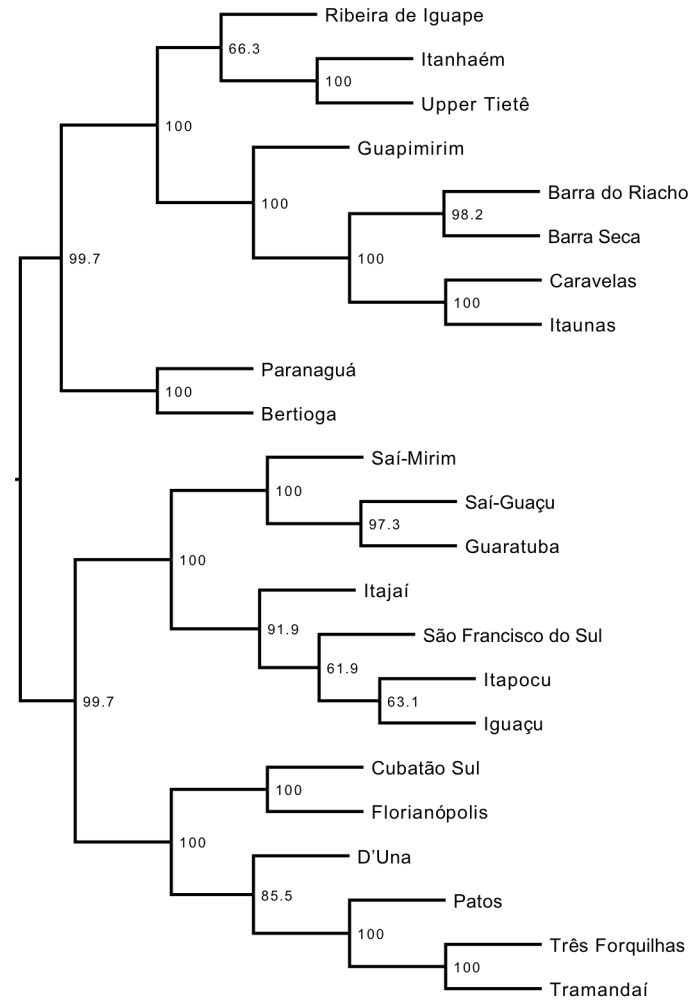 Ribeira de Iguape
66.3
Itanhaém
100
Upper Tietê
100
Guapimirim
Barra do Riacho
100
98.2
Barra Seca
99.7
100
Caravelas
100
Itaunas
Paranaguá
100
Bertioga
Saí-Mirim
100
Saí-Guaçu
97.3
Guaratuba
100
Itajaí
91.9
São Francisco do Sul
61.9
Itapocu
99.7
63.1
Iguaçu
Cubatão Sul
100
Florianópolis
100
D’Una
85.5
Patos
100
Três Forquilhas
100
Tramandaí